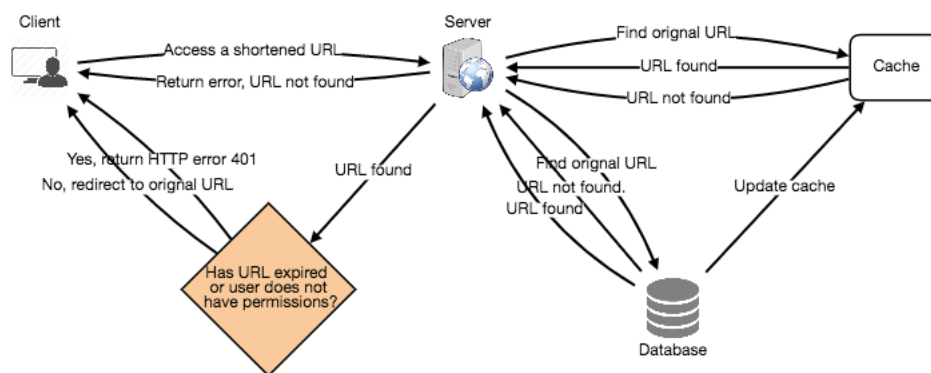 Client
Server
Access a shortened URL
Return error, URL not found
Find orignal URL
URL found
URL not found
Cache
Yes, return HTTP error 401
No, redirect to orignal URL
URL found
Find orignal URL
URL not found.
URL found
Update cache
Has URL expired
or user does not
have permissions?
Database